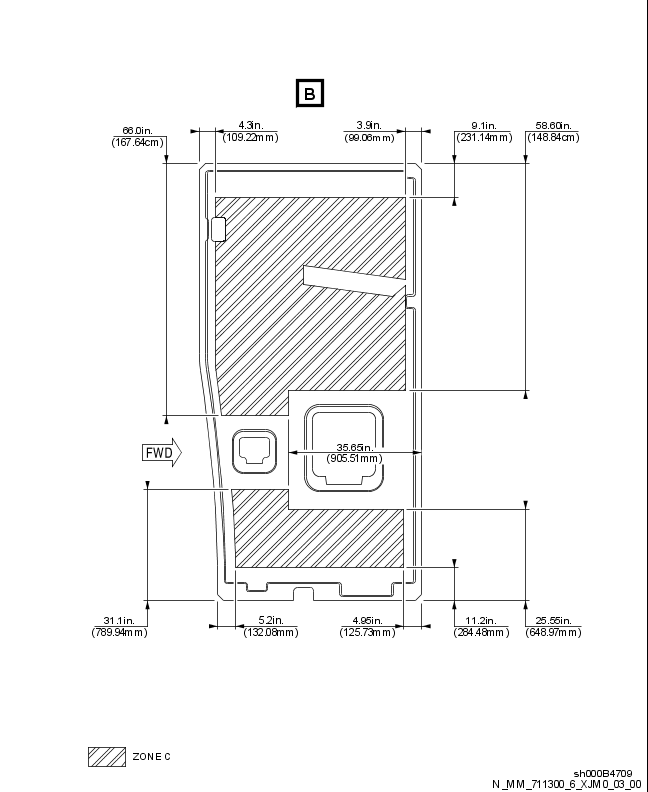 B
66.0in.
(167.64cm)
4.3in.
(109.22mm)
3.9in.
(99.06mm)
9.1in.
(231.14mm)
58.60in.
(148.84cm)
FWD
35.65in.
(905.51mm)
31.1in.
(789.94mm)
5.2in.
(132.08mm)
4.95in.
(125.73mm)
11.2in.
(284.48mm)
25.55in.
(648.97mm)
ZONE C
sh000B4709
N_MM_711300_6_XJM0_03_00